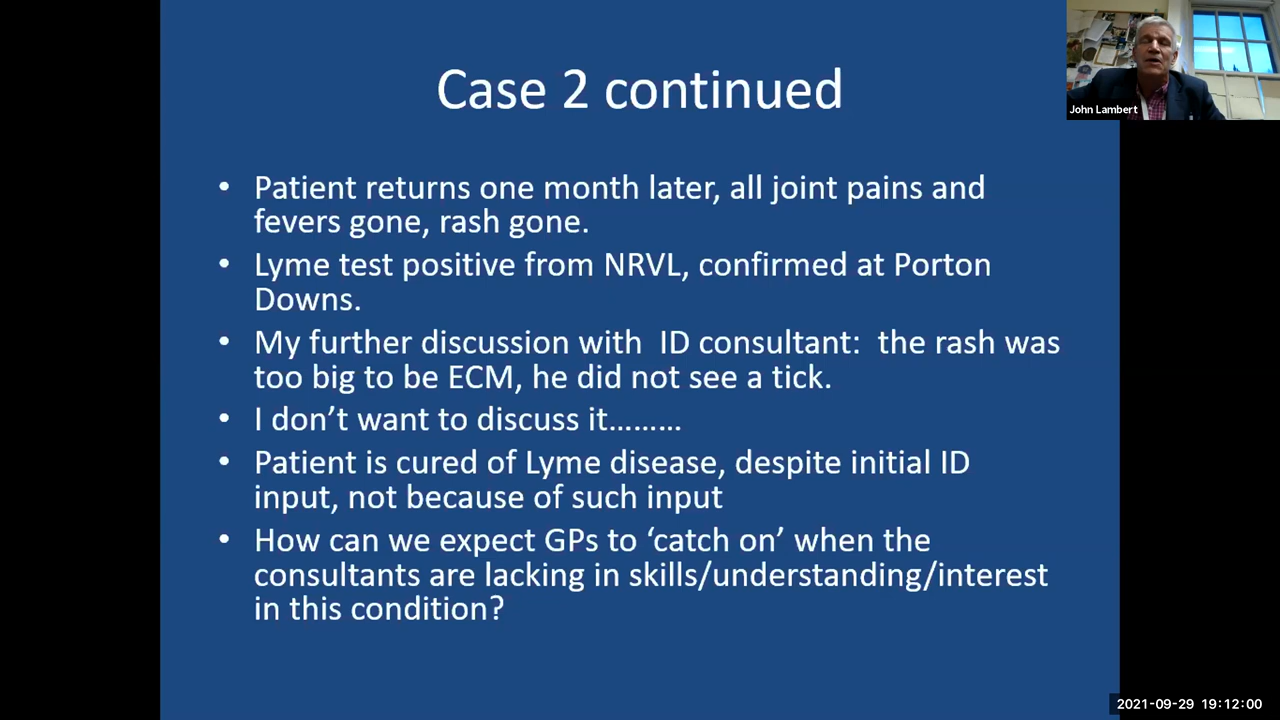 Case 2 continued
John Lambert
• Patient returns one month later, all joint pains and
fevers gone, rash gone.
• Lyme test positive from NRVL, confirmed at Porton
Downs.
• My further discussion with  ID consultant:  the rash was
too big to be ECM, he did not see a tick.
• I don’t want to discuss it………
• Patient is cured of Lyme disease, despite initial ID
input, not because of such input
• How can we expect GPs to ‘catch on’ when the
consultants are lacking in skills/understanding/interest
in this condition?
2021-09-29 19:12:00